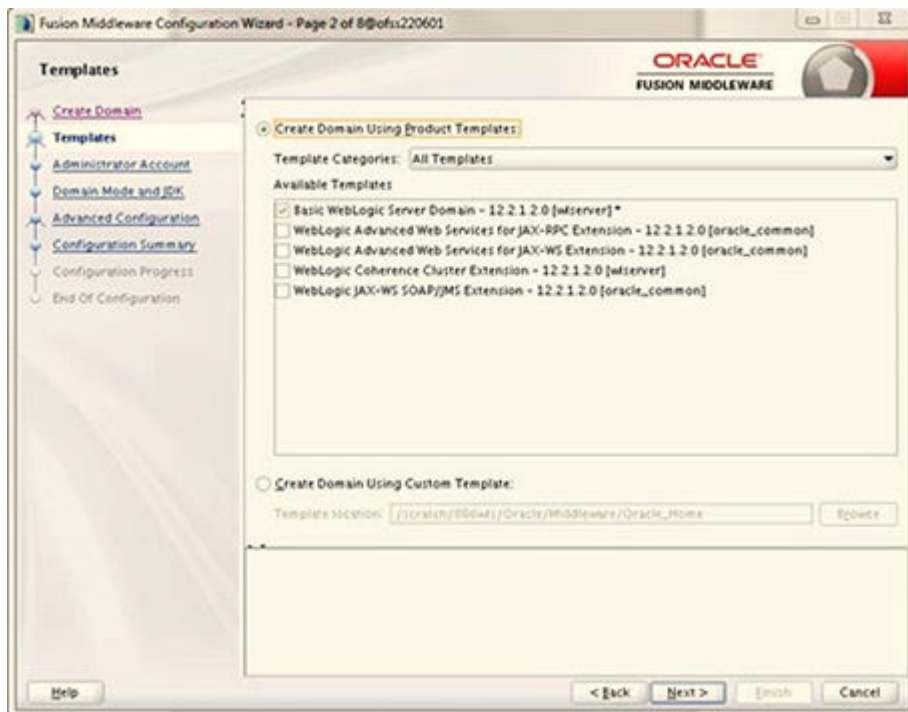 Fusion Middleware Configuration Wizard - Page 2 of 8@ofss220601
Templates
ORACLE
FUSION MIDDLEWARE
Create Domain
Templates
Administrator Account
Domain Mode and JDK
Advanced Configuration
Configuration Summary
Configuration Progress
End Of Configuration
Create Domain Using Product Templates:
Template Categories: All Templates
Available Templates
Basic WebLogic Server Domain - 12.2.1.2.0 [wlserver] *
WebLogic Advanced Web Services for JAX-RPC Extension - 12.2.1.2.0 [oracle_common]
WebLogic Advanced Web Services for JAX-WS Extension - 12.2.1.2.0 [oracle_common]
WebLogic Coherence Cluster Extension - 12.2.1.2.0 [wlserver]
WebLogic JAX-WS SOAP/JMS Extension - 12.2.1.2.0 [oracle_common]
Create Domain Using Custom Template:
Template location:
Browse
Help
< Back
Next >
Finish
Cancel